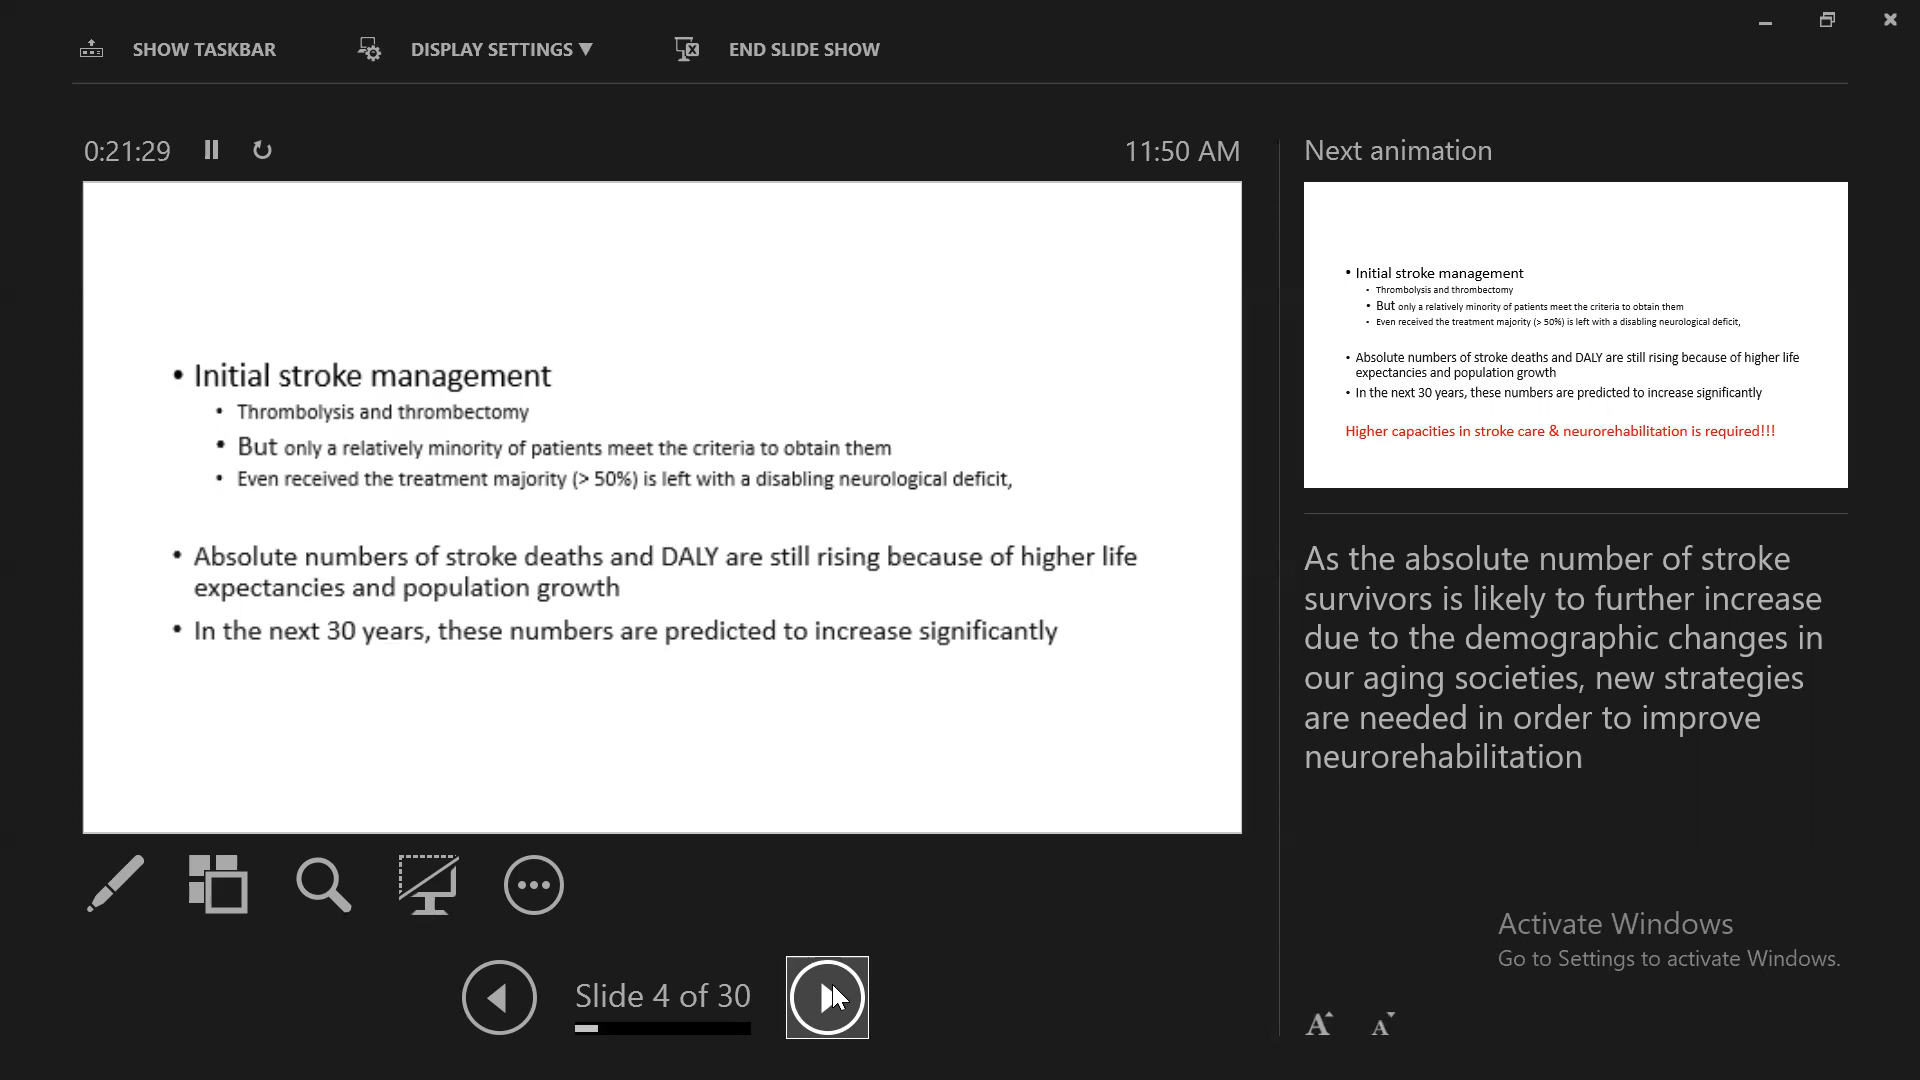 SHOW TASKBAR
DISPLAY SETTINGS ▼
END SLIDE SHOW
0:21:29
11:50 AM
• Initial stroke management
• Thrombolysis and thrombectomy
• But only a relatively minority of patients meet the criteria to obtain them
• Even received the treatment majority (> 50%) is left with a disabling neurological deficit,
• Absolute numbers of stroke deaths and DALY are still rising because of higher life
expectancies and population growth
• In the next 30 years, these numbers are predicted to increase significantly
Slide 4 of 30
Next animation
• Initial stroke management
• Thrombolysis and thrombectomy
• But only a relatively minority of patients meet the criteria to obtain them
• Even received the treatment majority (> 50%) is left with a disabling neurological deficit,
• Absolute numbers of stroke deaths and DALY are still rising because of higher life
expectancies and population growth
• In the next 30 years, these numbers are predicted to increase significantly
Higher capacities in stroke care & neurorehabilitation is required!!!
As the absolute number of stroke
survivors is likely to further increase
due to the demographic changes in
our aging societies, new strategies
are needed in order to improve
neurorehabilitation
Activate Windows
Go to Settings to activate Windows.
A A